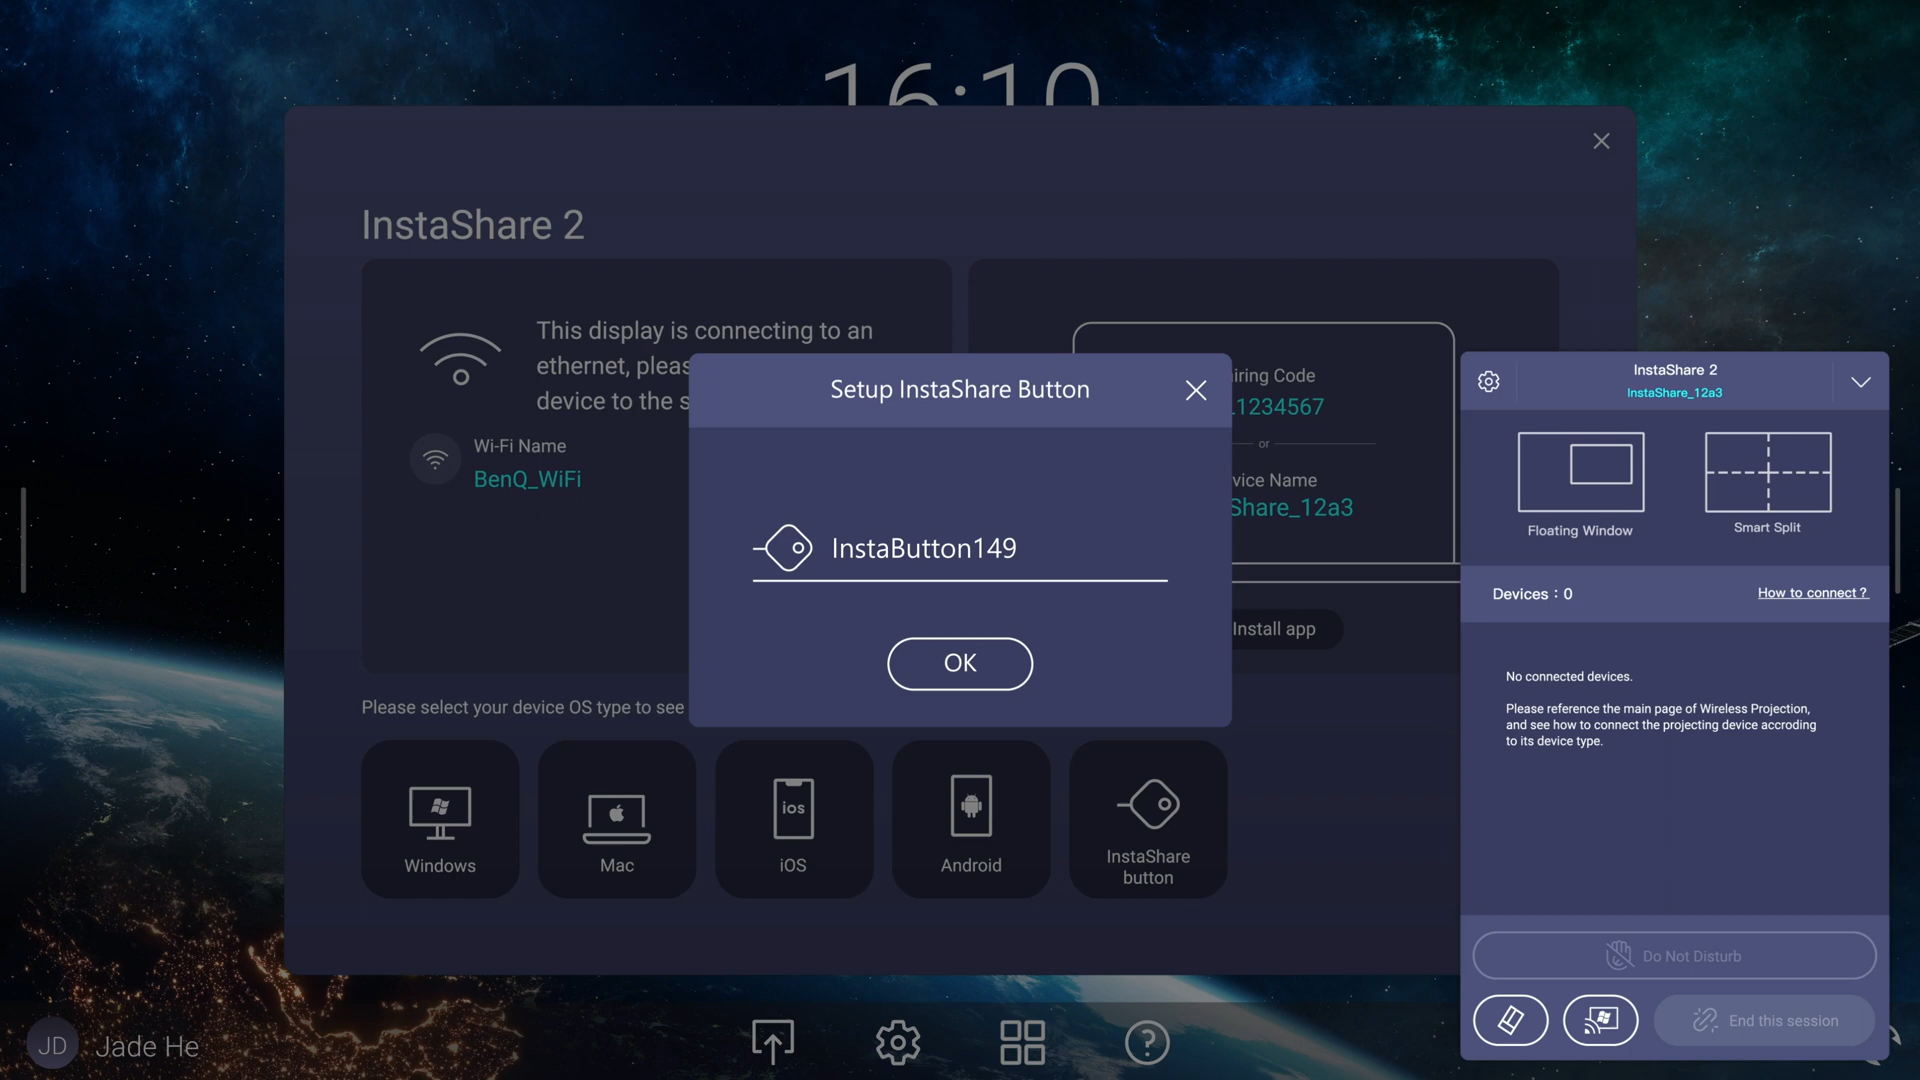 16:10
InstaShare 2
This display is connecting to an
ethernet, pleas
device to the s
Wi-Fi Name
BenQ_WiFi
iring Code
1234567
or
vice Name
Share_12a3
Install app
Please select your device OS type to see
Windows
Mac
ios
iOS
Android
InstaShare
button
Setup InstaShare Button
InstaButton149
OK
InstaShare 2
InstaShare_12a3
Floating Window
Smart Split
Devices : 0
How to connect ?
No connected devices.
Please reference the main page of Wireless Projection,
and see how to connect the projecting device accroding
to its device type.
Do Not Disturb
End this session
JD
Jade He